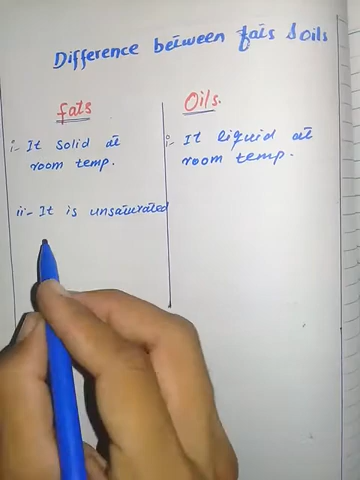 Difference between fats & oils
fats
i- It solid at
room temp.
ii- It is unsaturated
Oils.
i- It liquid at
room temp.